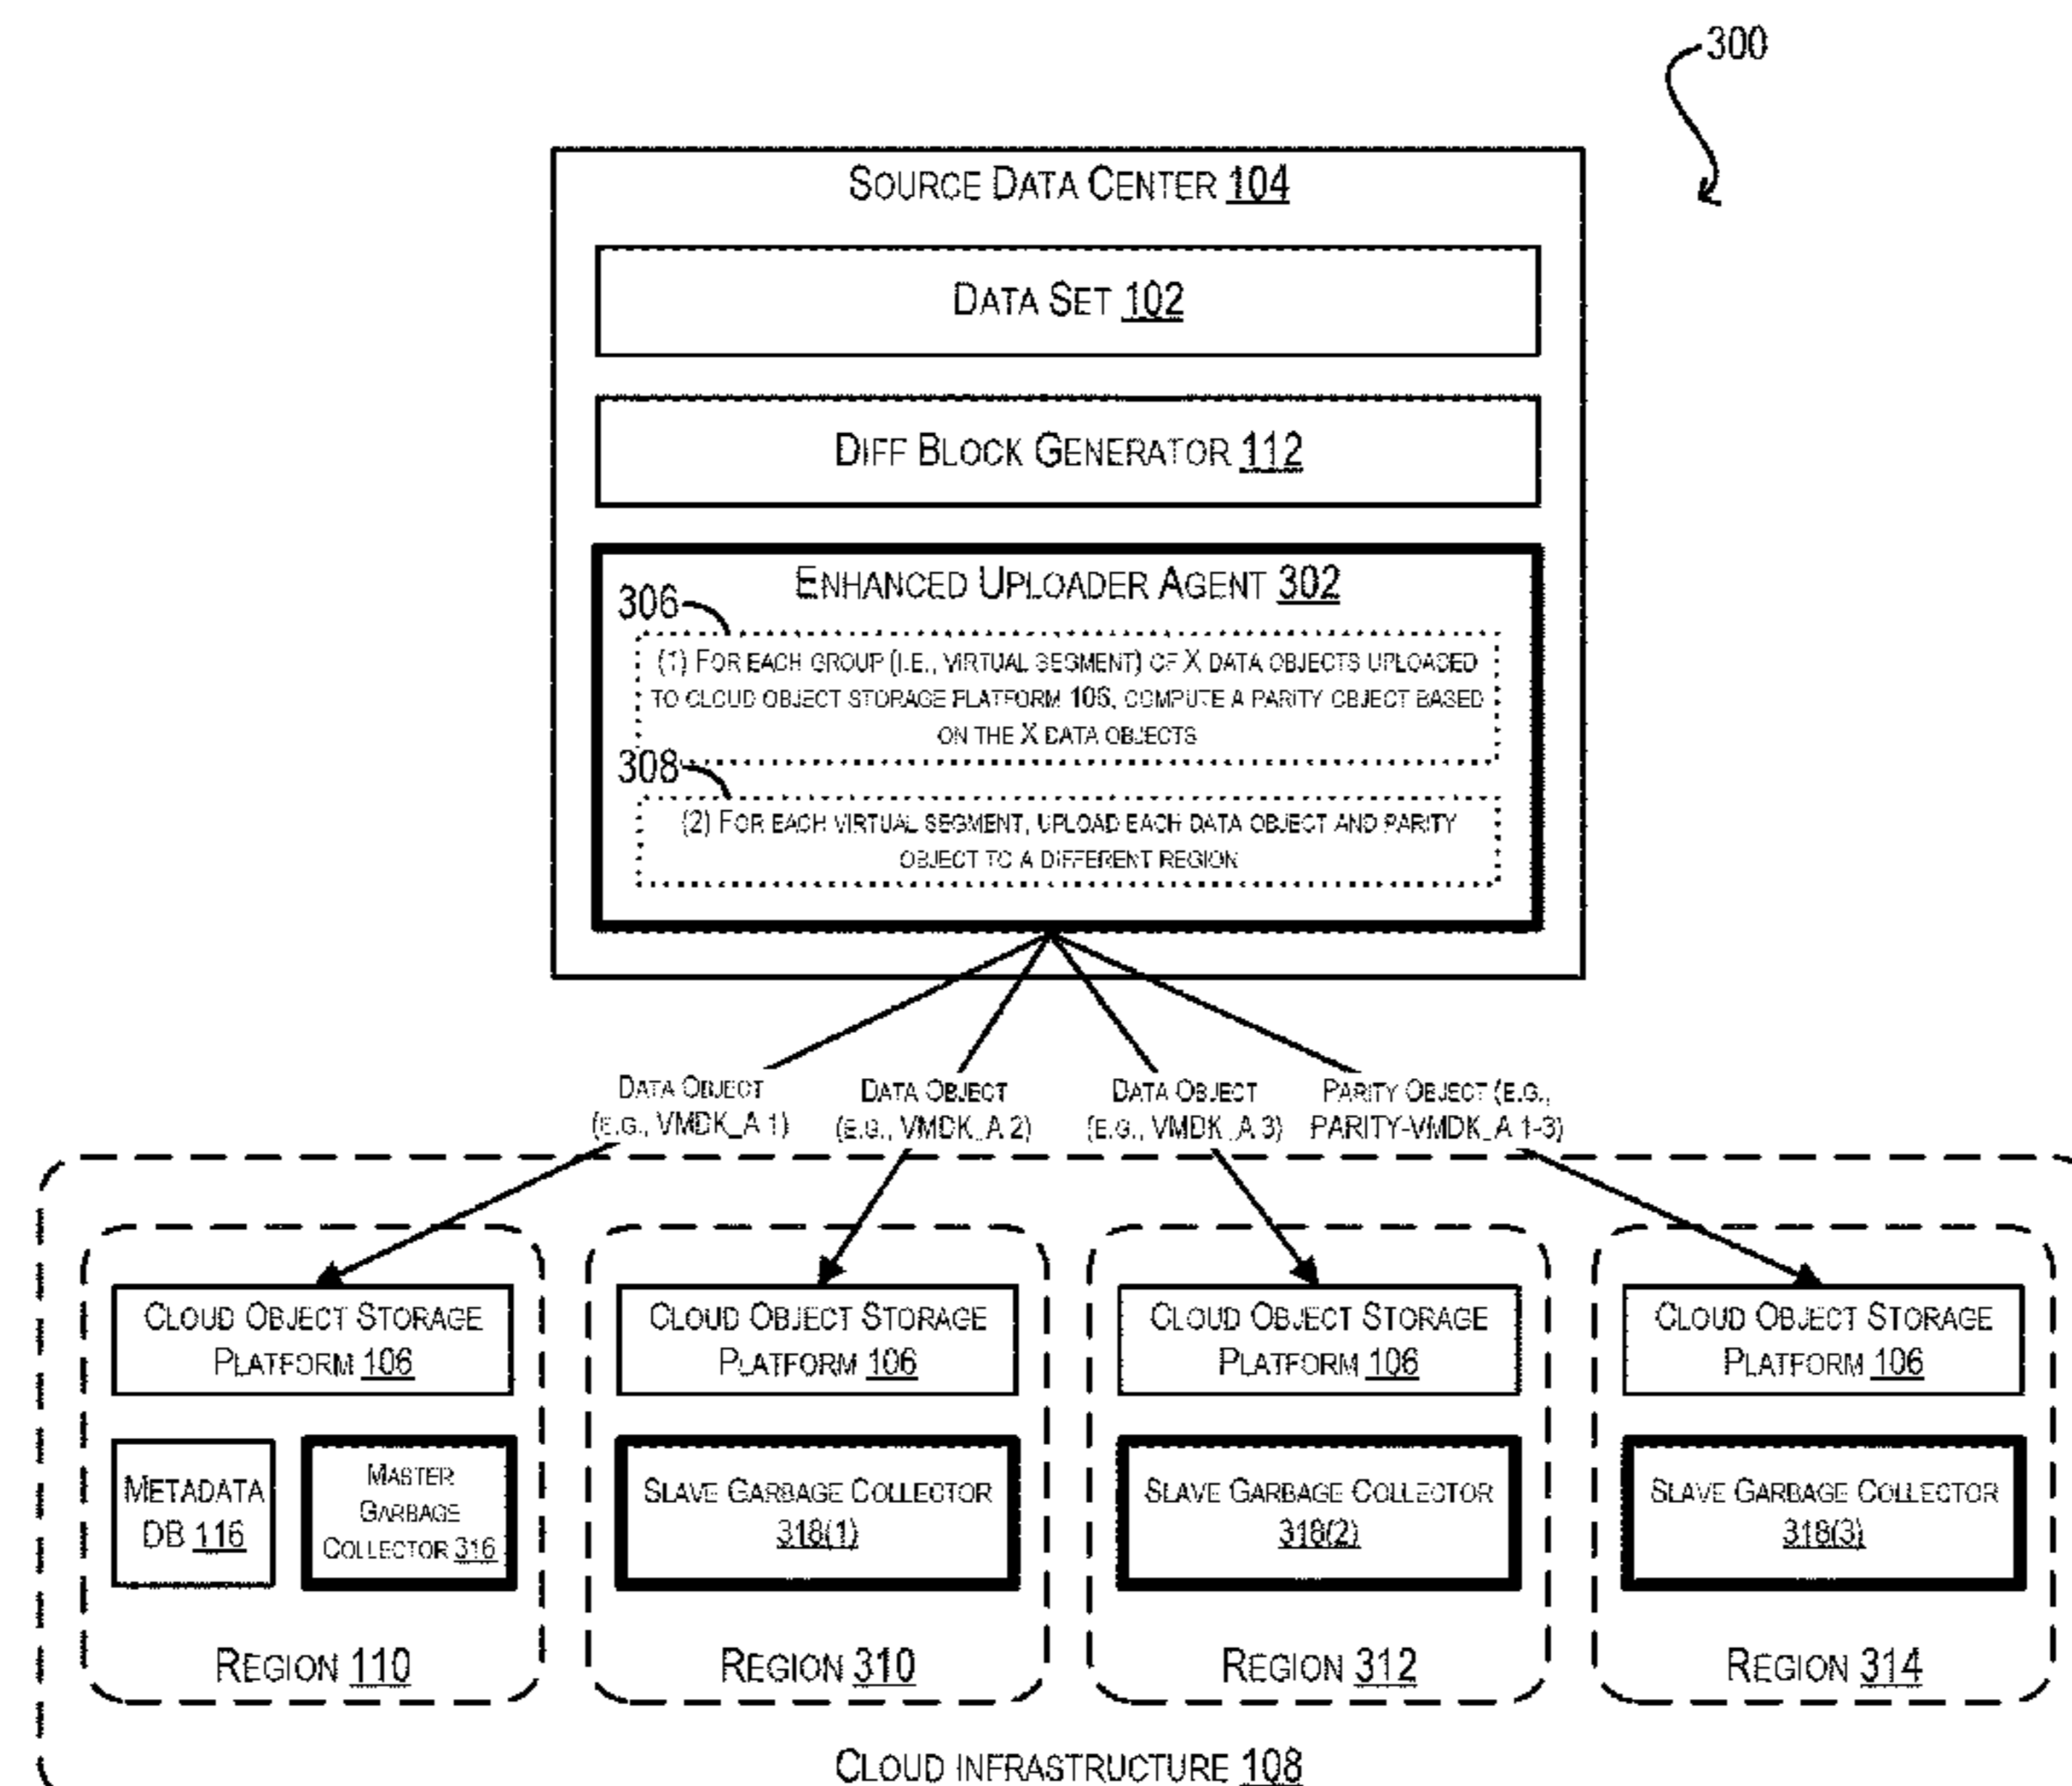 300
SOURCE DATA CENTER 104
DATA SET 102
DIFF BLOCK GENERATOR 112
ENHANCED UPLOADER AGENT 302
306
(1) FOR EACH GROUP (I.E., VIRTUAL SEGMENT) OF X DATA OBJECTS UPLOADED
TO CLOUD OBJECT STORAGE PLATFORM 106, COMPUTE A PARITY OBJECT BASED
ON THE X DATA OBJECTS
308
(2) FOR EACH VIRTUAL SEGMENT, UPLOAD EACH DATA OBJECT AND PARITY
OBJECT TO A DIFFERENT REGION
DATA OBJECT
(E.G., VMDK_A 1)
DATA OBJECT
(E.G., VMDK_A 2)
DATA OBJECT
(E.G., VMDK_A 3)
PARITY OBJECT (E.G.,
PARITY-VMDK_A 1-3)
CLOUD OBJECT STORAGE
PLATFORM 106
METADATA
DB 116
MASTER
GARBAGE
COLLECTOR 316
REGION 110
CLOUD OBJECT STORAGE
PLATFORM 106
SLAVE GARBAGE COLLECTOR
318(1)
REGION 310
CLOUD OBJECT STORAGE
PLATFORM 106
SLAVE GARBAGE COLLECTOR
318(2)
REGION 312
CLOUD OBJECT STORAGE
PLATFORM 106
SLAVE GARBAGE COLLECTOR
318(3)
REGION 314
CLOUD INFRASTRUCTURE 108